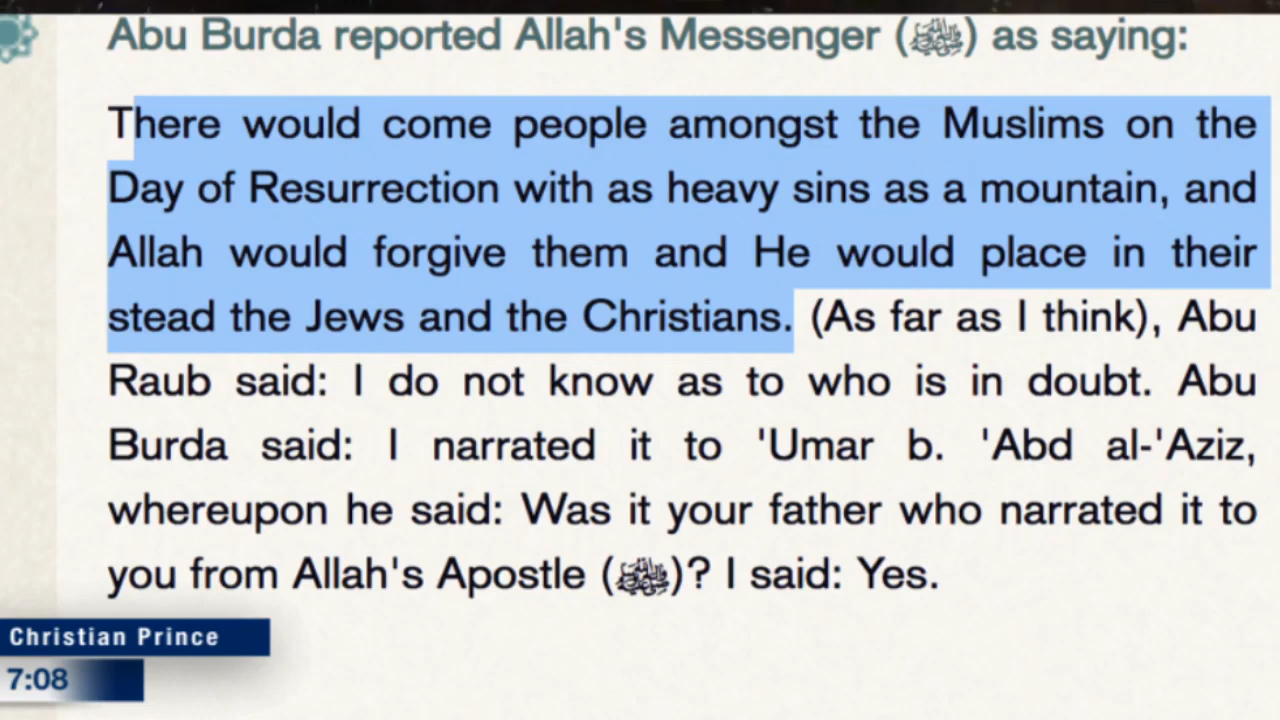 Abu Burda reported Allah's Messenger (ﷺ) as saying:
There would come people amongst the Muslims on the
Day of Resurrection with as heavy sins as a mountain, and
Allah would forgive them and He would place in their
stead the Jews and the Christians. (As far as I think), Abu
Raub said: I do not know as to who is in doubt. Abu
Burda said: I narrated it to 'Umar b. 'Abd al-'Aziz,
whereupon he said: Was it your father who narrated it to
you from Allah's Apostle (ﷺ)? I said: Yes.
Christian Prince
7:08